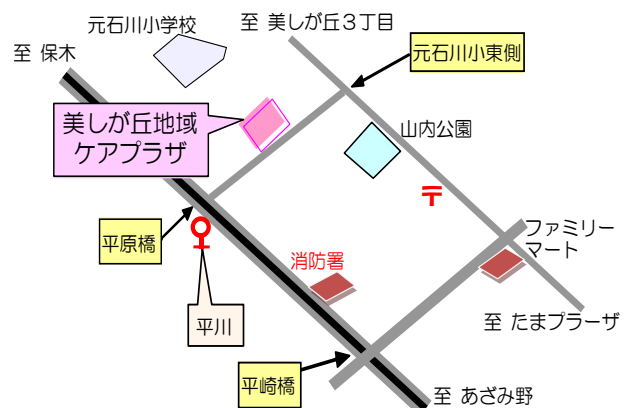 元石川小学校
至 美しが丘3丁目
至 保木
元石川小東側
美しが丘地域
ケアプラザ
山内公園
〒
ファミリー
マート
平原橋
消防署
平川
至 たまプラーザ
平崎橋
至 あざみ野